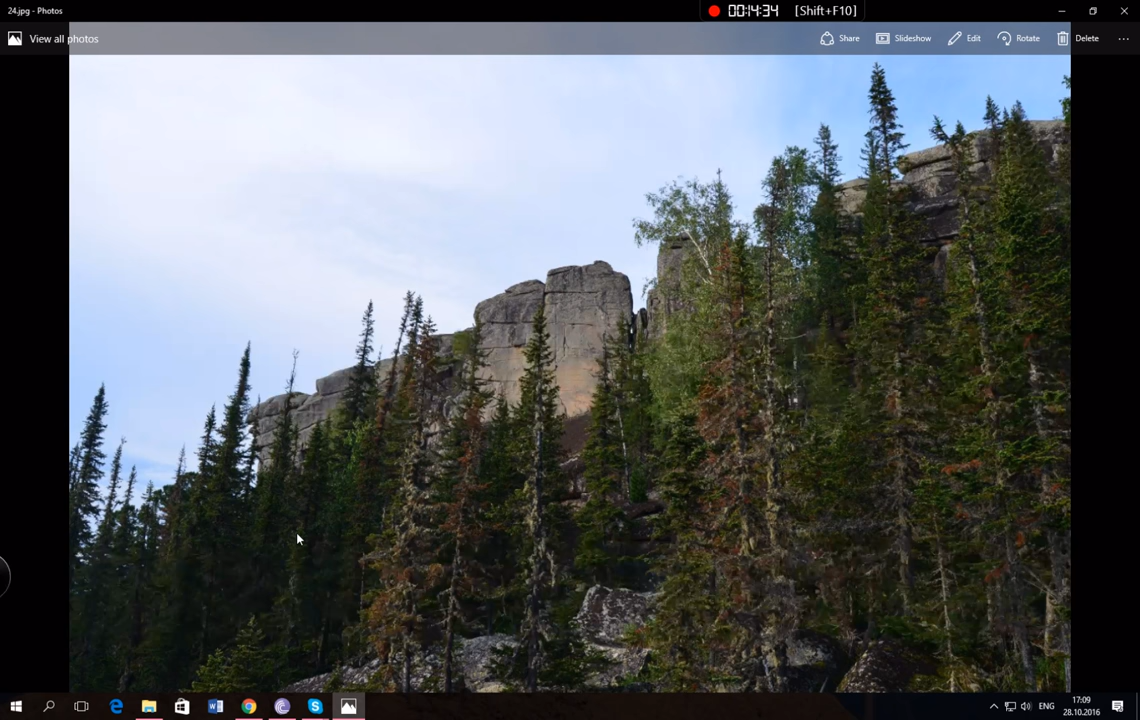 24.jpg - Photos
00:14:34 [Shift+F10]
View all photos
Share
Slideshow
Edit
Rotate
Delete
ENG
17:09
28.10.2016